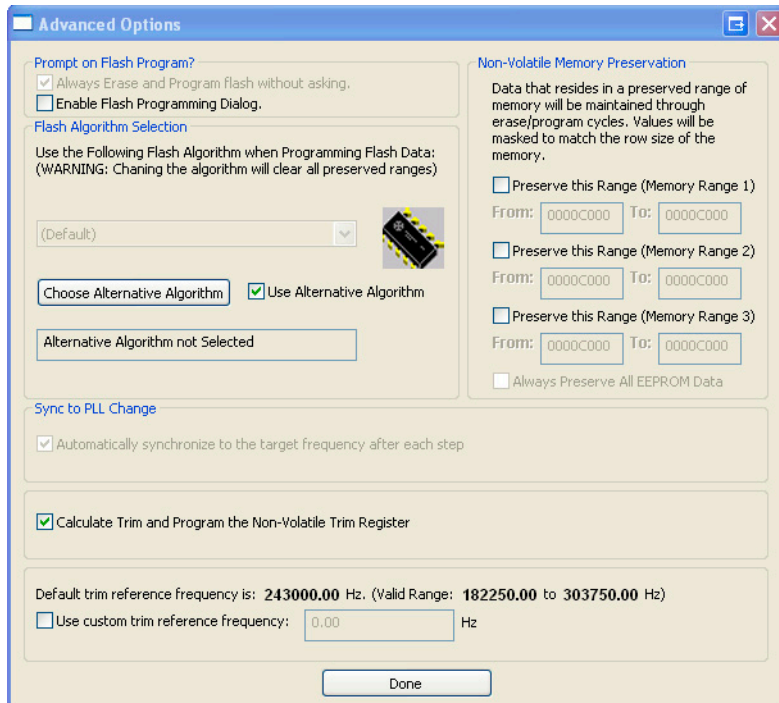 Advanced Options
Prompt on Flash Program?
Always Erase and Program flash without asking.
Enable Flash Programming Dialog.
Flash Algorithm Selection
Use the Following Flash Algorithm when Programming Flash Data:
(WARNING: Chaning the algorithm will clear all preserved ranges)
(Default)
Choose Alternative Algorithm
Use Alternative Algorithm
Alternative Algorithm not Selected
Non-Volatile Memory Preservation
Data that resides in a preserved range of
memory will be maintained through
erase/program cycles. Values will be
masked to match the row size of the
memory.
Preserve this Range (Memory Range 1)
From: 0000C000 To: 0000C000
Preserve this Range (Memory Range 2)
From: 0000C000 To: 0000C000
Preserve this Range (Memory Range 3)
From: 0000C000 To: 0000C000
Always Preserve All EEPROM Data
Sync to PLL Change
Automatically synchronize to the target frequency after each step
Calculate Trim and Program the Non-Volatile Trim Register
Default trim reference frequency is: 243000.00 Hz. (Valid Range: 182250.00 to 303750.00 Hz)
Use custom trim reference frequency: 0.00 Hz
Done